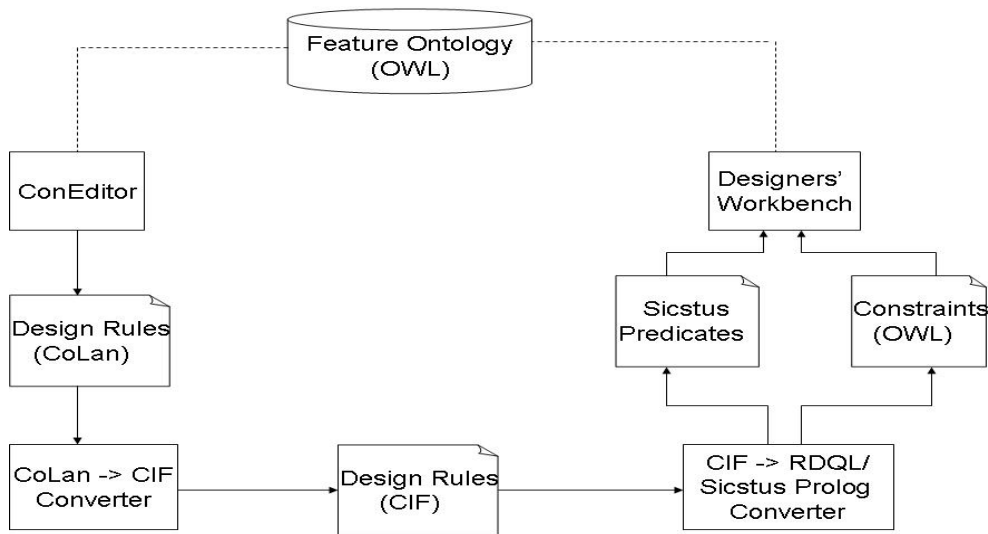 Feature Ontology
(OWL)
ConEditor
Designers'
Workbench
Design Rules
(CoLan)
Sicstus
Predicates
Constraints
(OWL)
CoLan -> CIF
Converter
Design Rules
(CIF)
CIF -> RDQL/
Sicstus Prolog
Converter